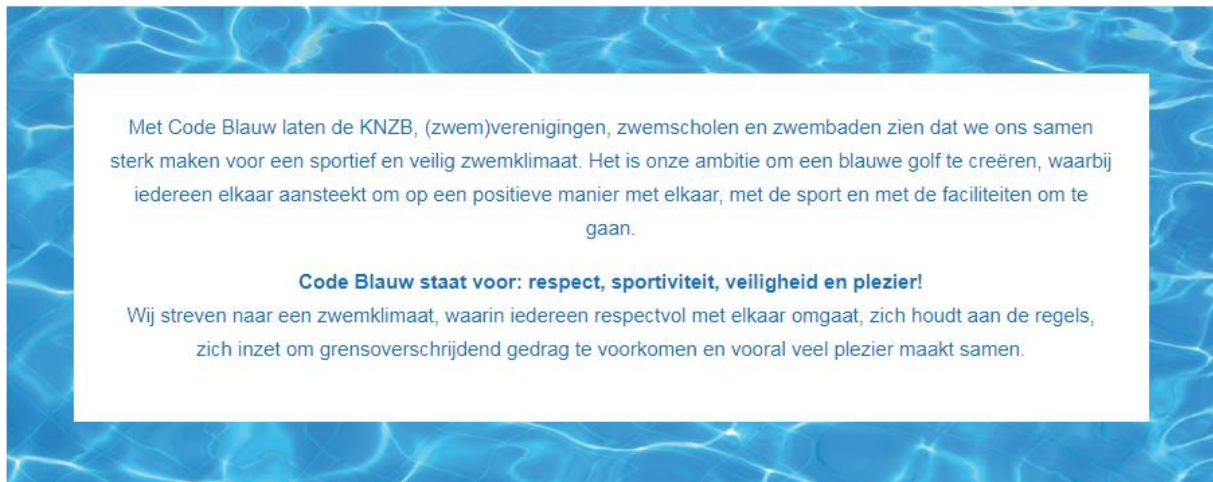 Met Code Blauw laten de KNZB, (zwem)verenigingen, zwemscholen en zwembaden zien dat we ons samen
sterk maken voor een sportief en veilig zwemklimaat. Het is onze ambitie om een blauwe golf te creëren, waarbij
iedereen elkaar aansteekt om op een positieve manier met elkaar, met de sport en met de faciliteiten om te
gaan.
Code Blauw staat voor: respect, sportiviteit, veiligheid en plezier!
Wij streven naar een zwemklimaat, waarin iedereen respectvol met elkaar omgaat, zich houdt aan de regels,
zich inzet om grensoverschrijdend gedrag te voorkomen en vooral veel plezier maakt samen.